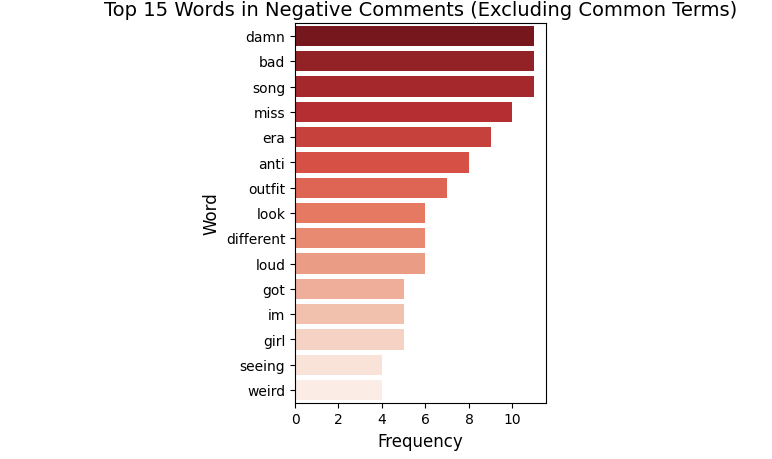 Top 15 Words in Negative Comments (Excluding Common Terms)
Word
damn
bad
song
miss
era
anti
outfit
look
different
loud
got
im
girl
seeing
weird
0 2 4 6 8 10
Frequency